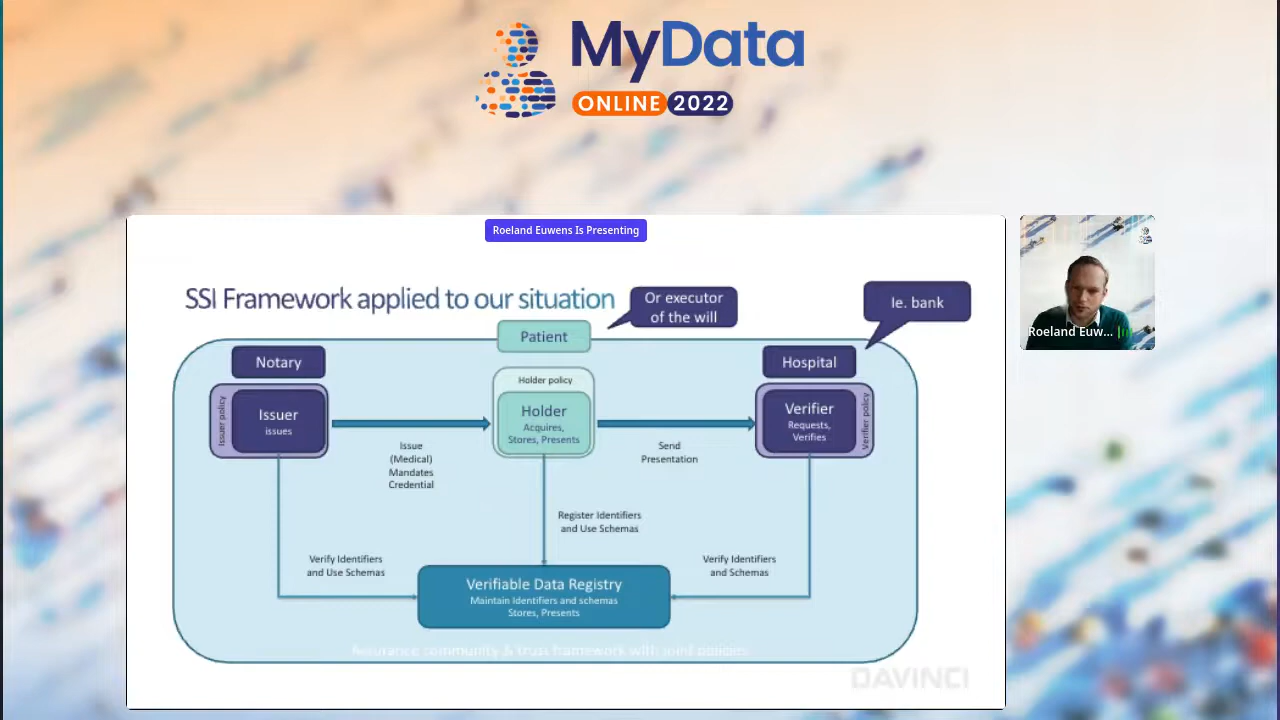 MyData
ONLINE 2022
Roeland Euwens Is Presenting
SSI Framework applied to our situation
Or executor
of the will
Ie. bank
Patient
Notary
Hospital
Holder policy
Issuer policy
Issuer
issues
Holder
Acquires,
Stores, Presents
Verifier
Requests,
Verifies
Verifier policy
Issue
(Medical)
Mandates
Credential
Send
Presentation
Register Identifiers
and Use Schemas
Verify Identifiers
and Use Schemas
Verify Identifiers
and Schemas
Verifiable Data Registry
Maintain Identifiers and schemas
Stores, Presents
Assurance community & trust framework with joint policies
DAVINCI
Roeland Euw...